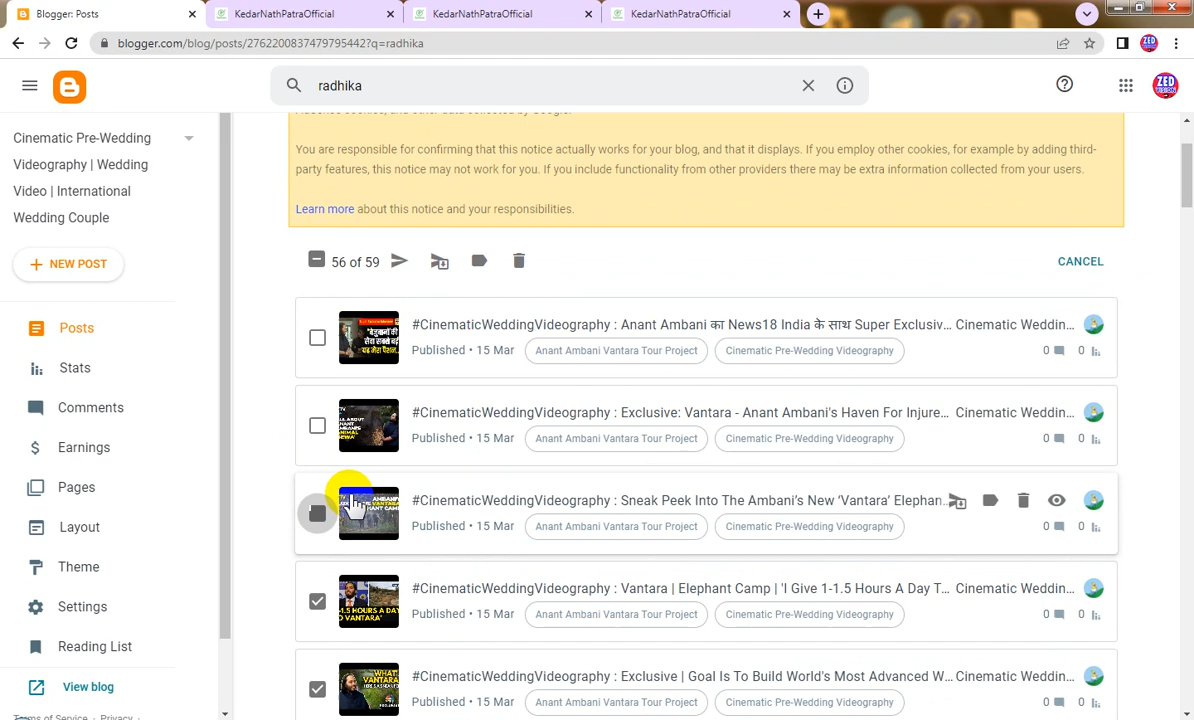 Blogger: Posts
KedarNathPatraOfficial
KedarNathPatraOfficial
KedarNathPatraOfficial
blogger.com/blog/posts/2762200837479795442?q=radhika
radhika
ZED VISION
Cinematic Pre-Wedding
Videography | Wedding
Video | International
Wedding Couple
NEW POST
Posts
Stats
Comments
Earnings
Pages
Layout
Theme
Settings
Reading List
View blog
Terms of Service · Privacy ·
You are responsible for confirming that this notice actually works for your blog, and that it displays. If you employ other cookies, for example by adding third-
party features, this notice may not work for you. If you include functionality from other providers there may be extra information collected from your users.
Learn more about this notice and your responsibilities.
56 of 59
CANCEL
#CinematicWeddingVideography : Anant Ambani का News18 India के साथ Super Exclusiv... Cinematic Weddin...
Published • 15 Mar Anant Ambani Vantara Tour Project Cinematic Pre-Wedding Videography 0 0
#CinematicWeddingVideography : Exclusive: Vantara - Anant Ambani's Haven For Injure... Cinematic Weddin...
Published • 15 Mar Anant Ambani Vantara Tour Project Cinematic Pre-Wedding Videography 0 0
#CinematicWeddingVideography : Sneak Peek Into The Ambani's New 'Vantara' Elephan...
Published • 15 Mar Anant Ambani Vantara Tour Project Cinematic Pre-Wedding Videography 0 0
#CinematicWeddingVideography : Vantara | Elephant Camp | 'I Give 1-1.5 Hours A Day T... Cinematic Weddin...
Published • 15 Mar Anant Ambani Vantara Tour Project Cinematic Pre-Wedding Videography 0 0
#CinematicWeddingVideography : Exclusive | Goal Is To Build World's Most Advanced W... Cinematic Weddin...
Published • 15 Mar Anant Ambani Vantara Tour Project Cinematic Pre-Wedding Videography 0 0